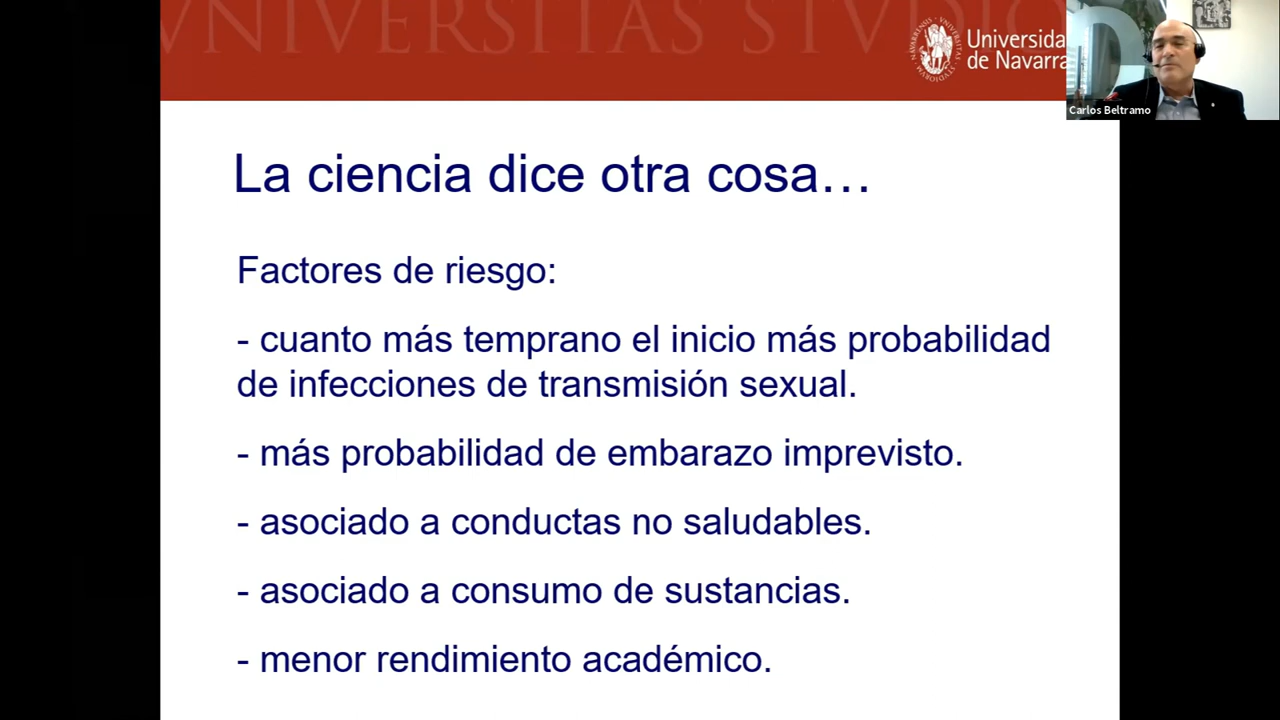 VNIVERSITAS STVDIO
Universida
de Navarra
Carlos Beltramo
La ciencia dice otra cosa…
Factores de riesgo:
- cuanto más temprano el inicio más probabilidad
de infecciones de transmisión sexual.
- más probabilidad de embarazo imprevisto.
- asociado a conductas no saludables.
- asociado a consumo de sustancias.
- menor rendimiento académico.